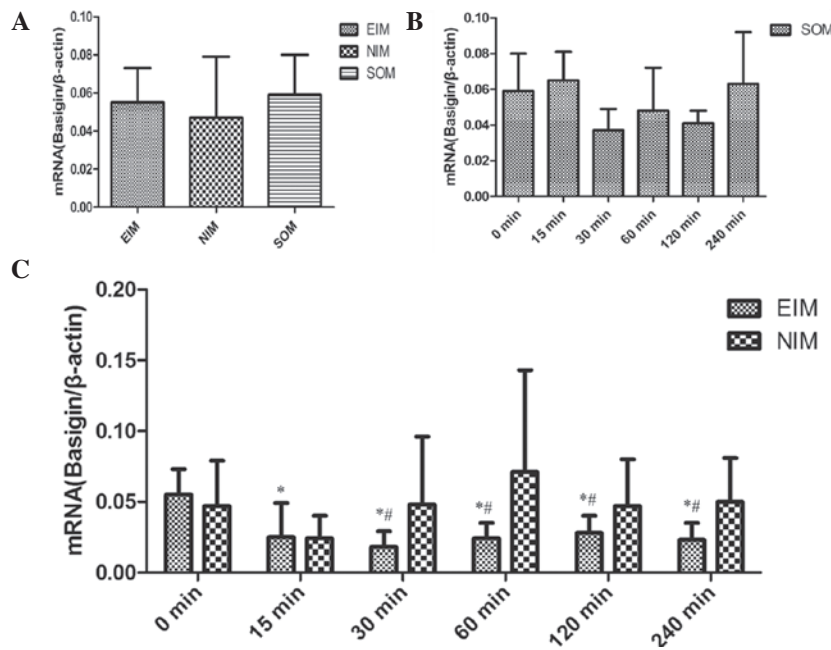 A
mRNA(Basigin/β-actin)
0.10
0.08
0.06
0.04
0.02
0.00
EIM
NIM
SOM
EIM
NIM
SOM
B
mRNA(Basigin/β-actin)
0.10
0.08
0.06
0.04
0.02
0.00
0 min
15 min
30 min
60 min
120 min
240 min
SOM
C
mRNA(Basigin/β-actin)
0.20
0.15
0.10
0.05
0.00
*
*#
*#
*#
*#
0 min
15 min
30 min
60 min
120 min
240 min
EIM
NIM